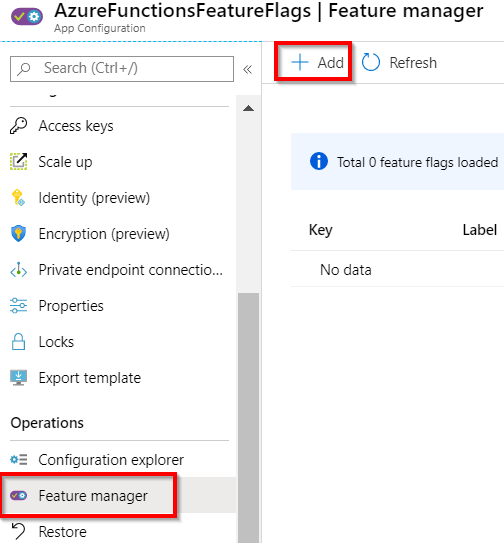 AzureFunctionsFeatureFlags | Feature manager
App Configuration
Search (Ctrl+/)
«
Add
Refresh
Access keys
Scale up
Identity (preview)
Encryption (preview)
Private endpoint connectio...
Properties
Locks
Export template
Operations
Configuration explorer
Feature manager
Restore
Total 0 feature flags loaded
Key Label
No data